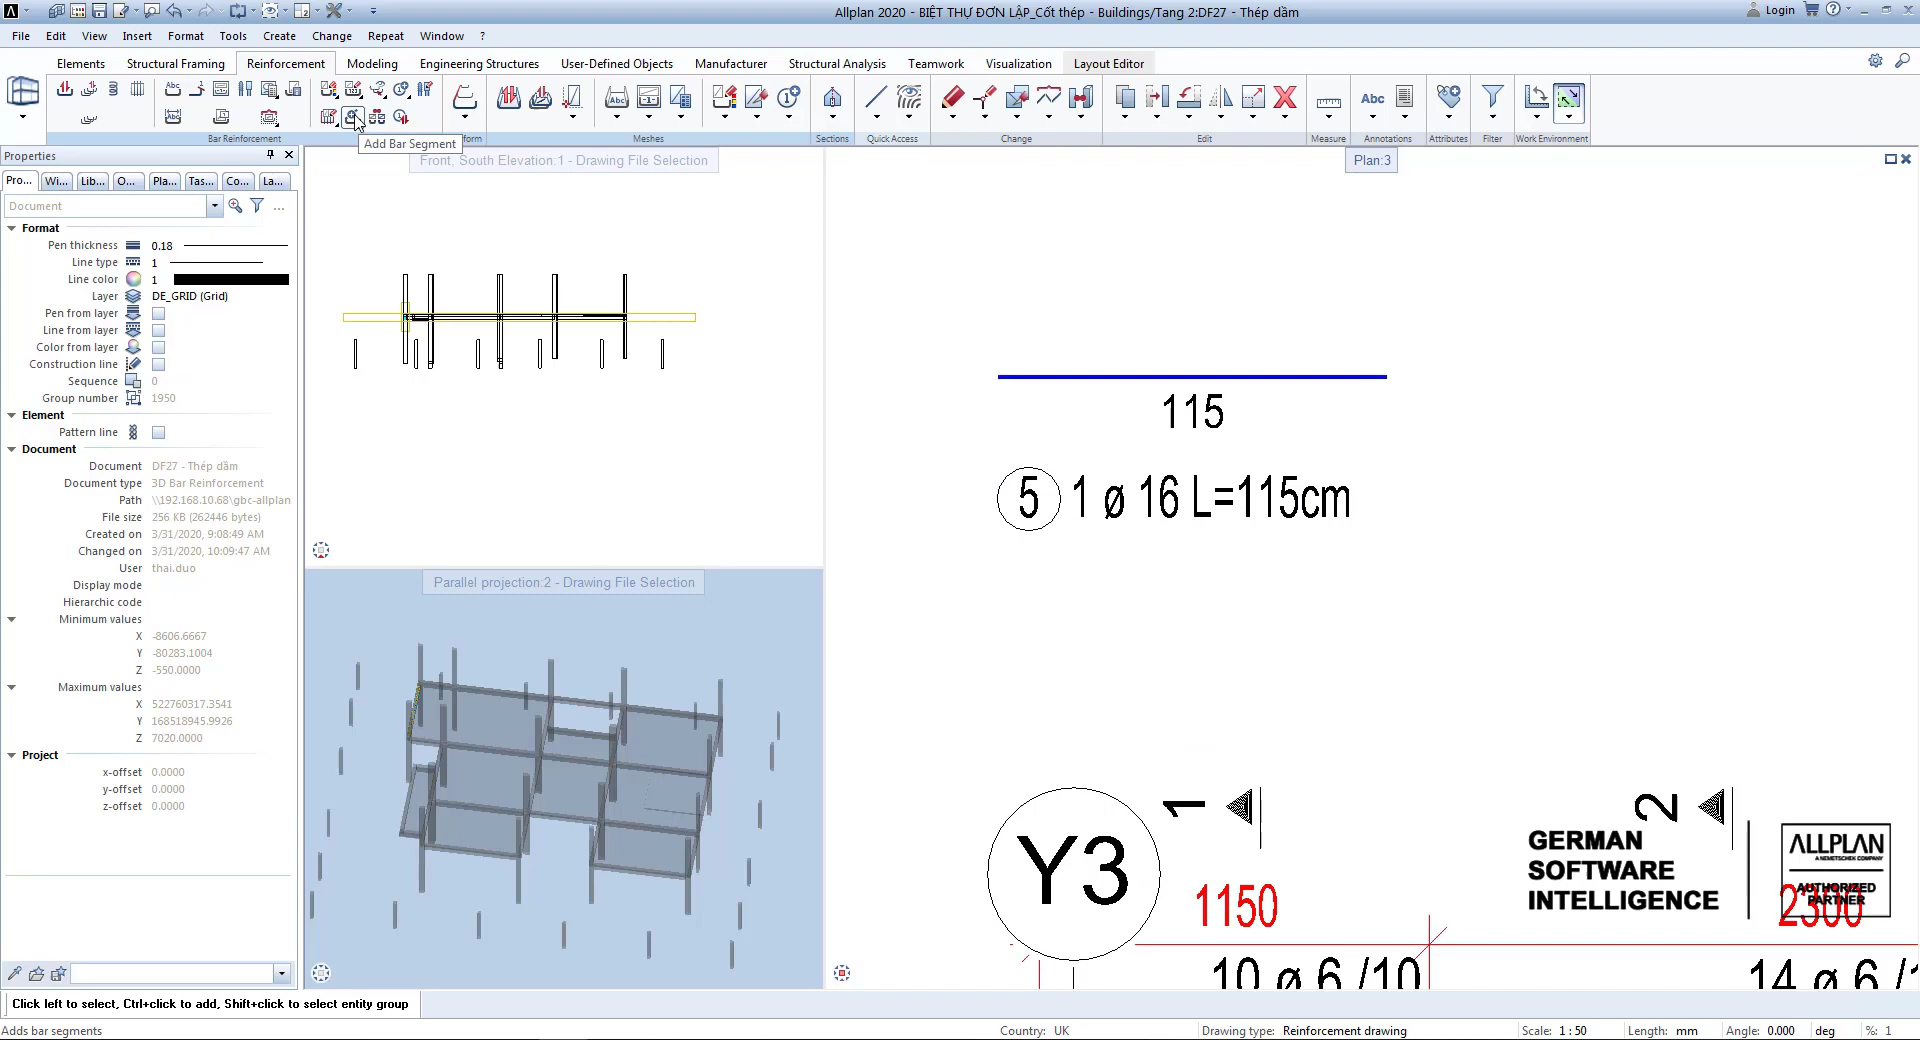 Allplan 2020 - BIỆT THỰ ĐƠN LẬP_Cốt thép - Buildings/Tang 2:DF27 - Thép dầm
Login
File Edit View Insert Format Tools Create Change Repeat Window ?
Elements Structural Framing Reinforcement Modeling Engineering Structures User-Defined Objects Manufacturer Structural Analysis Teamwork Visualization Layout Editor
Abc Abc
Bar Reinforcement form Meshes Sections Quick Access Change Edit Measure Annotations Attributes Filter Work Environment
Add Bar Segment
Properties
Pro... Wi... Lib... O... Pla... Tas... Co... La...
Document
Format
Pen thickness 0.18
Line type 1
Line color 1
Layer DE_GRID (Grid)
Pen from layer
Line from layer
Color from layer
Construction line
Sequence 0
Group number 1950
Element
Pattern line
Document
Document DF27 - Thép dầm
Document type 3D Bar Reinforcement
Path \\192.168.10.68\gbc-allplan
File size 256 KB (262446 bytes)
Created on 3/31/2020, 9:08:49 AM
Changed on 3/31/2020, 10:09:47 AM
User thai.duo
Display mode
Hierarchic code
Minimum values
X -8606.6667
Y -80283.1004
Z -550.0000
Maximum values
X 522760317.3541
Y 168518945.9926
Z 7020.0000
Project
x-offset 0.0000
y-offset 0.0000
z-offset 0.0000
Front, South Elevation:1 - Drawing File Selection
Parallel projection:2 - Drawing File Selection
Plan:3
115
5 1 ø 16 L=115cm
1 2
Y3
1150 2300
10 ø 6 /10 14 ø 6 /1
GERMAN
SOFTWARE
INTELLIGENCE
ALLPLAN
A NEMETSCHEK COMPANY
AUTHORIZED
PARTNER
Click left to select, Ctrl+click to add, Shift+click to select entity group
Adds bar segments
Country: UK Drawing type: Reinforcement drawing Scale: 1 : 50 Length: mm Angle: 0.000 deg %: 1